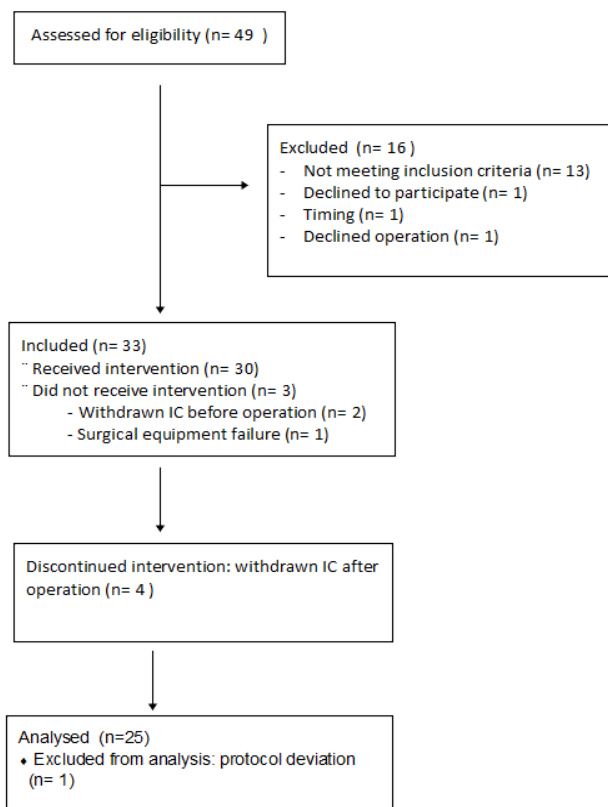 Assessed for eligibility (n= 49  )
Excluded  (n= 16 )
-   Not meeting inclusion criteria (n= 13)
-   Declined to participate (n= 1)
-   Timing (n= 1)
-   Declined operation (n= 1)
Included (n= 33)
¨ Received intervention (n= 30)
¨ Did not receive intervention (n= 3)
- Withdrawn IC before operation (n= 2)
- Surgical equipment failure (n= 1)
Discontinued intervention: withdrawn IC after
operation (n= 4 )
Analysed  (n=25)
♦ Excluded from analysis: protocol deviation
(n= 1)